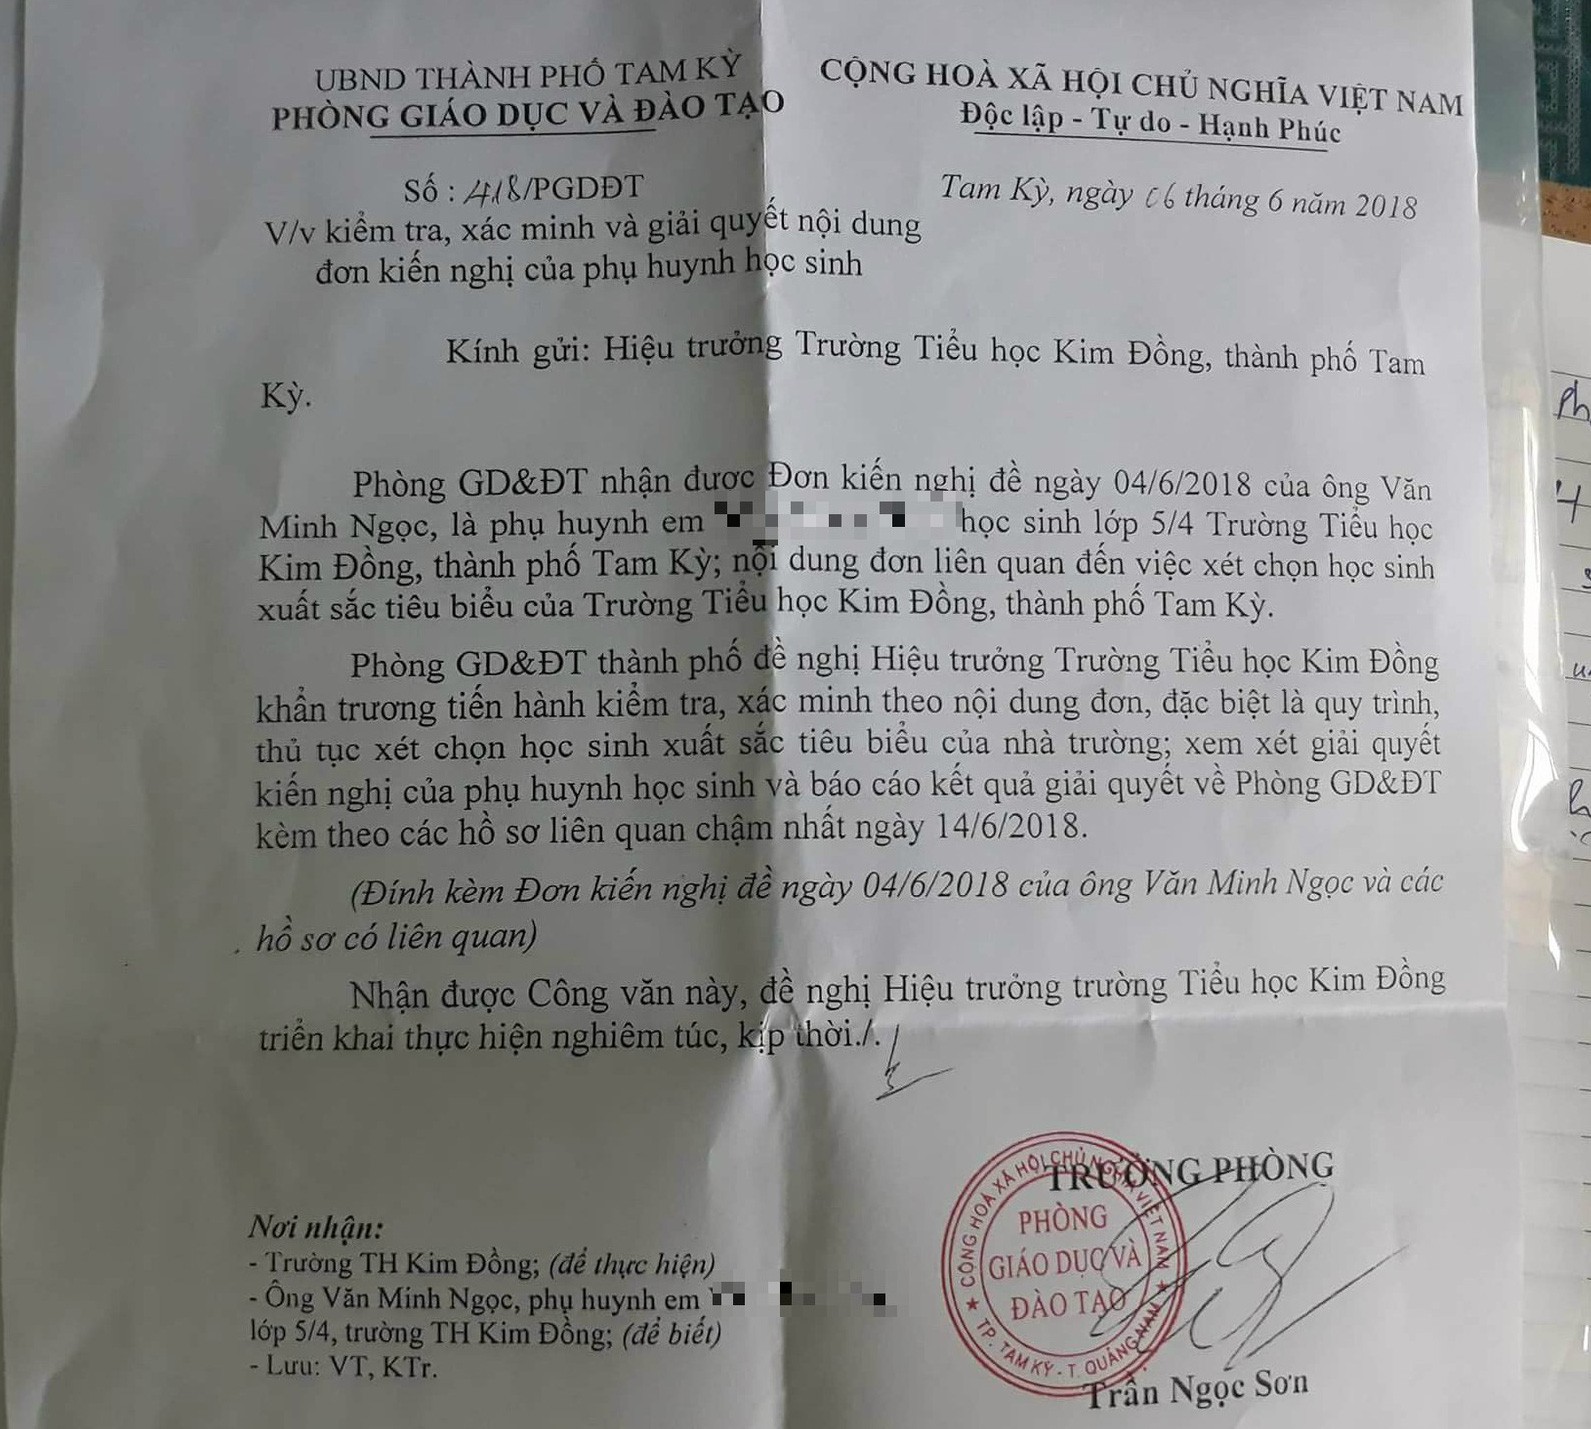 UBND THÀNH PHỐ TAM KỲ
PHÒNG GIÁO DỤC VÀ ĐÀO TẠO
CỘNG HOÀ XÃ HỘI CHỦ NGHĨA VIỆT NAM
Độc lập - Tự do - Hạnh Phúc
Số : 418/PGDĐT
V/v kiểm tra, xác minh và giải quyết nội dung
đơn kiến nghị của phụ huynh học sinh
Tam Kỳ, ngày 06 tháng 6 năm 2018
Kính gửi: Hiệu trưởng Trường Tiểu học Kim Đồng, thành phố Tam
Kỳ.
Phòng GD&ĐT nhận được Đơn kiến nghị đề ngày 04/6/2018 của ông Văn
Minh Ngọc, là phụ huynh em học sinh lớp 5/4 Trường Tiểu học
Kim Đồng, thành phố Tam Kỳ; nội dung đơn liên quan đến việc xét chọn học sinh
xuất sắc tiêu biểu của Trường Tiểu học Kim Đồng, thành phố Tam Kỳ.
Phòng GD&ĐT thành phố đề nghị Hiệu trưởng Trường Tiểu học Kim Đồng
khẩn trương tiến hành kiểm tra, xác minh theo nội dung đơn, đặc biệt là quy trình,
thủ tục xét chọn học sinh xuất sắc tiêu biểu của nhà trường; xem xét giải quyết
kiến nghị của phụ huynh học sinh và báo cáo kết quả giải quyết về Phòng GD&ĐT
kèm theo các hồ sơ liên quan chậm nhất ngày 14/6/2018.
(Đính kèm Đơn kiến nghị đề ngày 04/6/2018 của ông Văn Minh Ngọc và các
hồ sơ có liên quan)
Nhận được Công văn này, đề nghị Hiệu trưởng trường Tiểu học Kim Đồng
triển khai thực hiện nghiêm túc, kịp thời./.
TRƯỞNG PHÒNG
CỘNG HOÀ XÃ HỘI CHỦ NGHĨA VIỆT NAM
PHÒNG
GIÁO DỤC VÀ
ĐÀO TẠO
TP. TAM KỲ - T. QUẢNG NAM
Trần Ngọc Sơn
Nơi nhận:
- Trường TH Kim Đồng; (để thực hiện)
- Ông Văn Minh Ngọc, phụ huynh em
lớp 5/4, trường TH Kim Đồng; (để biết)
- Lưu: VT, KTr.